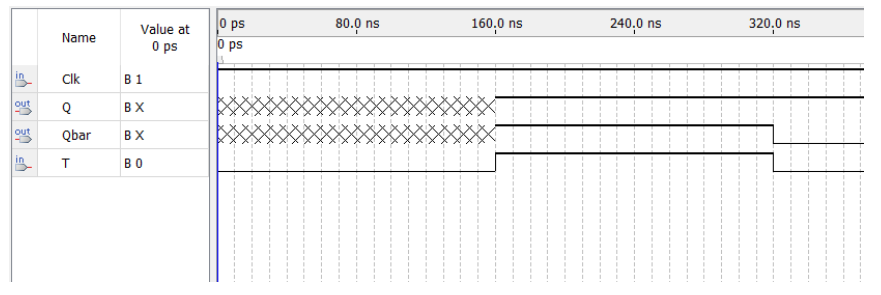 Name Value at 0 ps
0 ps 80.0 ns 160.0 ns 240.0 ns 320.0 ns
0 ps
in Clk B 1
out Q B X
out Qbar B X
in T B 0